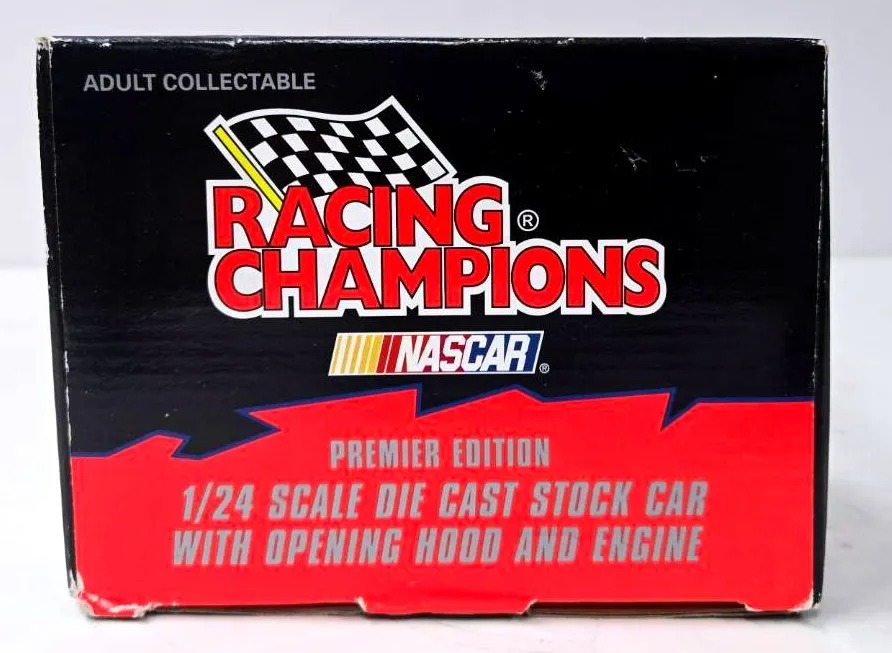 ADULT COLLECTABLE
RACING ®
CHAMPIONS
NASCAR ®
PREMIER EDITION
1/24 SCALE DIE CAST STOCK CAR
WITH OPENING HOOD AND ENGINE